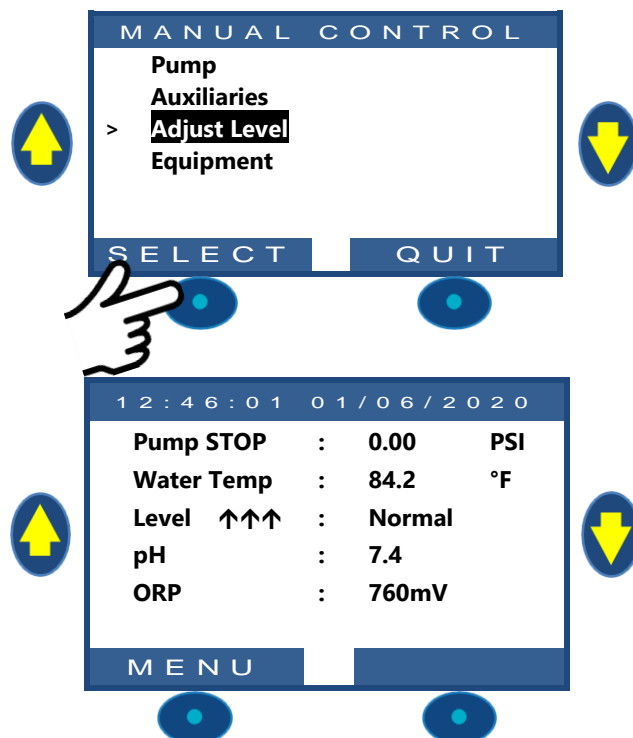 MANUAL CONTROL
Pump
Auxiliaries
> Adjust Level
Equipment
SELECT QUIT
12:46:01 01/06/2020
Pump STOP : 0.00 PSI
Water Temp : 84.2 °F
Level ↑↑↑ : Normal
pH : 7.4
ORP : 760mV
MENU